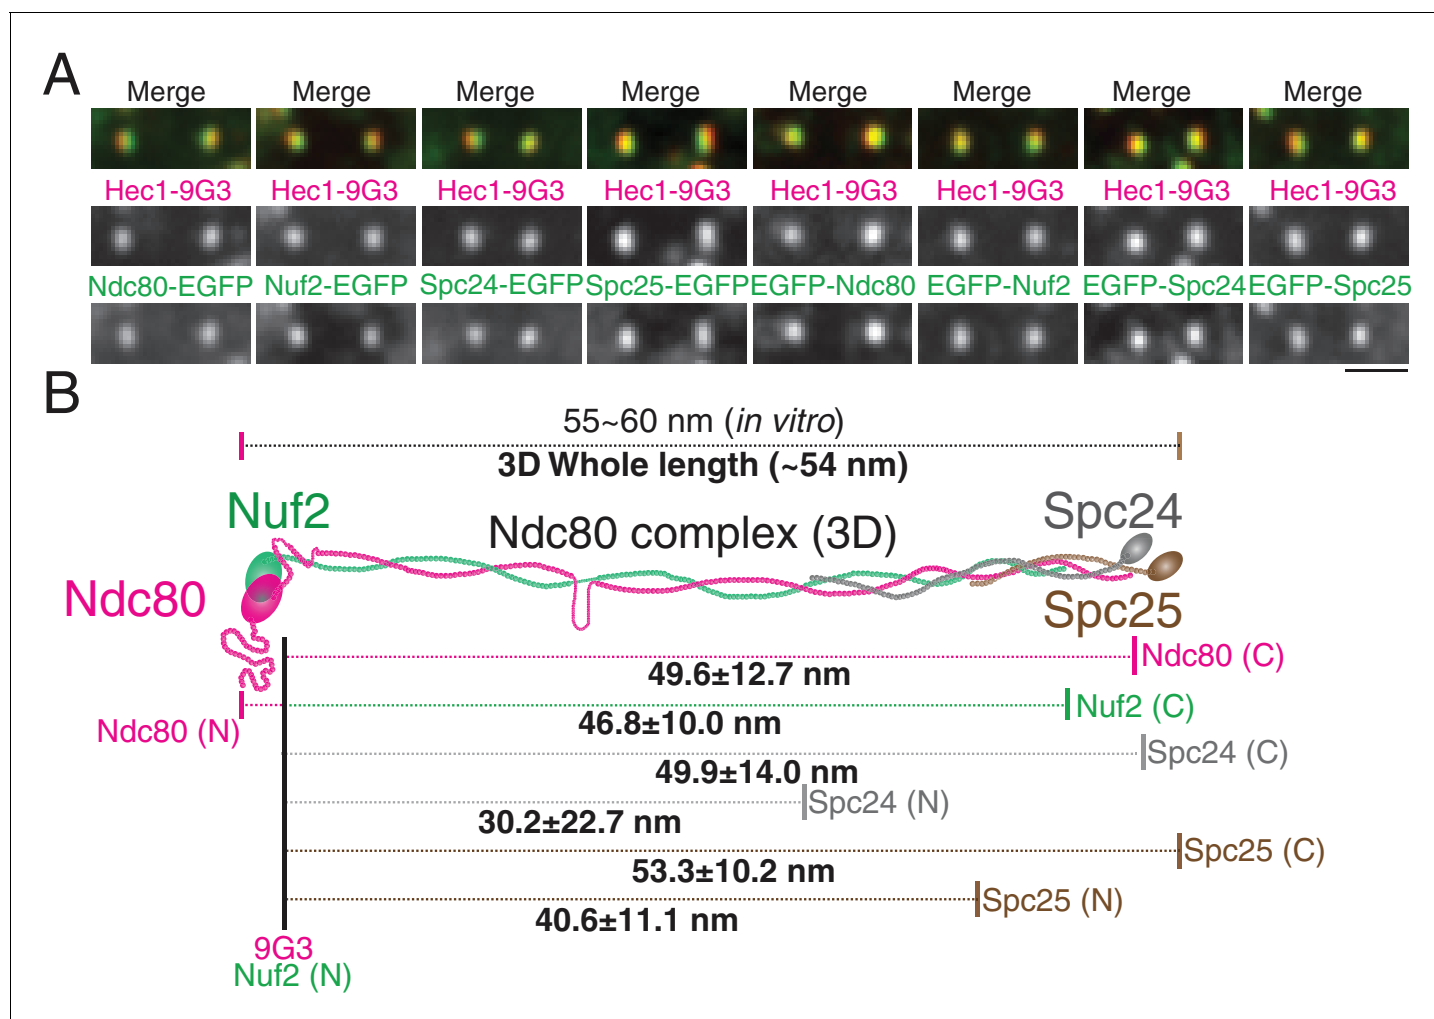 A
Merge Merge Merge Merge Merge Merge Merge Merge
Hec1-9G3 Hec1-9G3 Hec1-9G3 Hec1-9G3 Hec1-9G3 Hec1-9G3 Hec1-9G3 Hec1-9G3
Ndc80-EGFP Nuf2-EGFP Spc24-EGFP Spc25-EGFP EGFP-Ndc80 EGFP-Nuf2 EGFP-Spc24 EGFP-Spc25
B
55~60 nm (in vitro)
3D Whole length (~54 nm)
Nuf2
Ndc80 complex (3D)
Spc24
Ndc80
Spc25
Ndc80 (C)
49.6±12.7 nm
Ndc80 (N)
Nuf2 (C)
46.8±10.0 nm
Spc24 (C)
49.9±14.0 nm
Spc24 (N)
30.2±22.7 nm
Spc25 (C)
53.3±10.2 nm
Spc25 (N)
40.6±11.1 nm
9G3
Nuf2 (N)